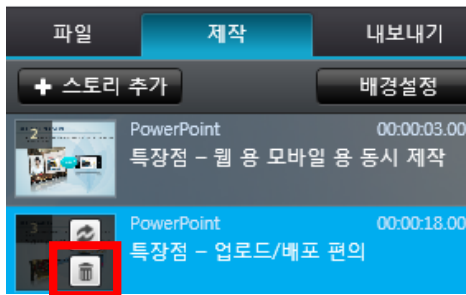 파일 제작 내보내기
스토리 추가 배경설정
2 PowerPoint 00:00:03.00
특장점 – 웹 용 모바일 용 동시 제작
3 PowerPoint 00:00:18.00
특장점 – 업로드/배포 편의